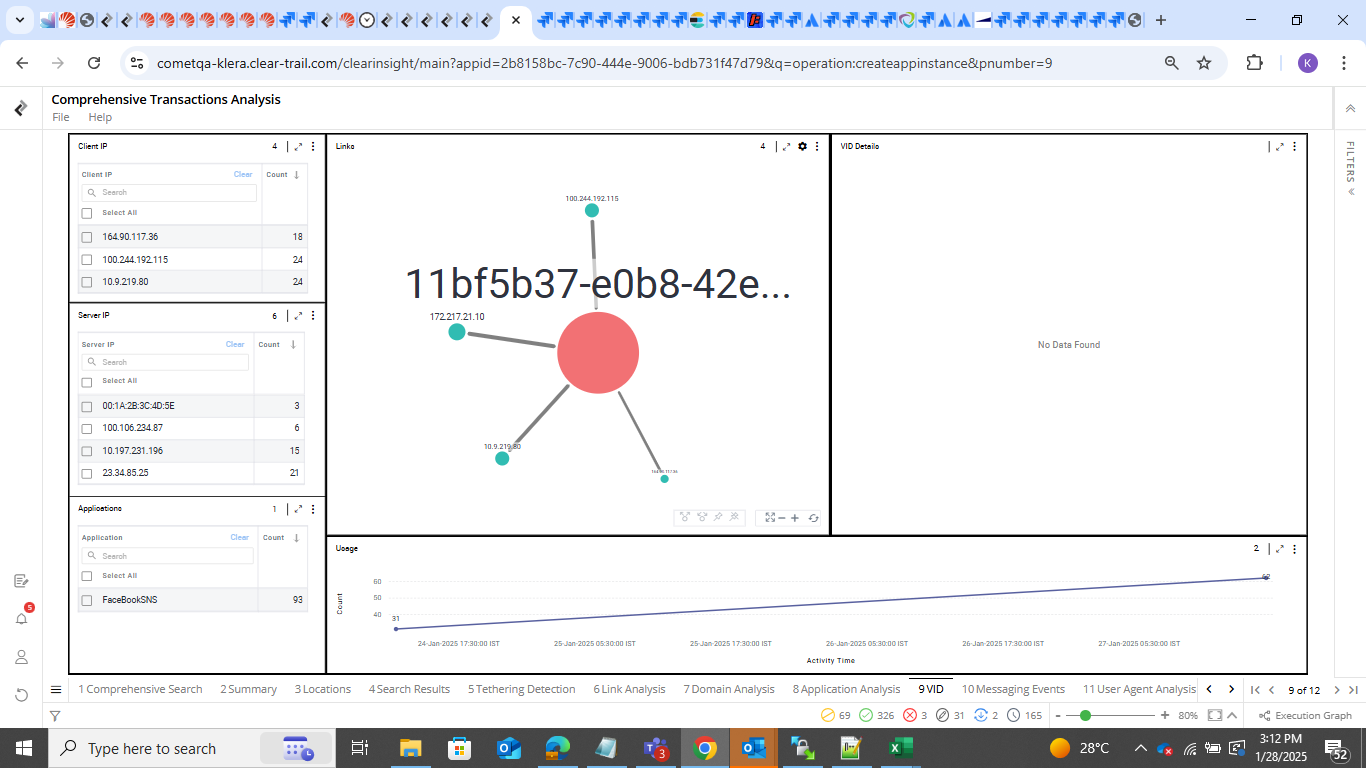 cometqa-klera.clear-trail.com/clearinsight/main?appid=2b8158bc-7c90-444e-9006-bdb731f47d79&q=operation:createappinstance&pnumber=9
K
Comprehensive Transactions Analysis
File Help
Client IP 4
Client IP Clear Count
Search
Select All
164.90.117.36 18
100.244.192.115 24
10.9.219.80 24
Server IP 6
Server IP Clear Count
Search
Select All
00:1A:2B:3C:4D:5E 3
100.106.234.87 6
10.197.231.196 15
23.34.85.25 21
Applications 1
Application Clear Count
Search
Select All
FaceBookSNS 93
Links 4
100.244.192.115
11bf5b37-e0b8-42e...
172.217.21.10
10.9.219.80
164.90.117.36
VID Details
No Data Found
FILTERS
Usage 2
Count
60
50
40
31
62
24-Jan-2025 17:30:00 IST 25-Jan-2025 05:30:00 IST 25-Jan-2025 17:30:00 IST 26-Jan-2025 05:30:00 IST 26-Jan-2025 17:30:00 IST 27-Jan-2025 05:30:00 IST
Activity Time
5
1 Comprehensive Search 2 Summary 3 Locations 4 Search Results 5 Tethering Detection 6 Link Analysis 7 Domain Analysis 8 Application Analysis 9 VID 10 Messaging Events 11 User Agent Analysis 9 of 12
69 326 3 31 2 165 - + 80% Execution Graph
Type here to search 3 28°C 3:12 PM
1/28/2025 52